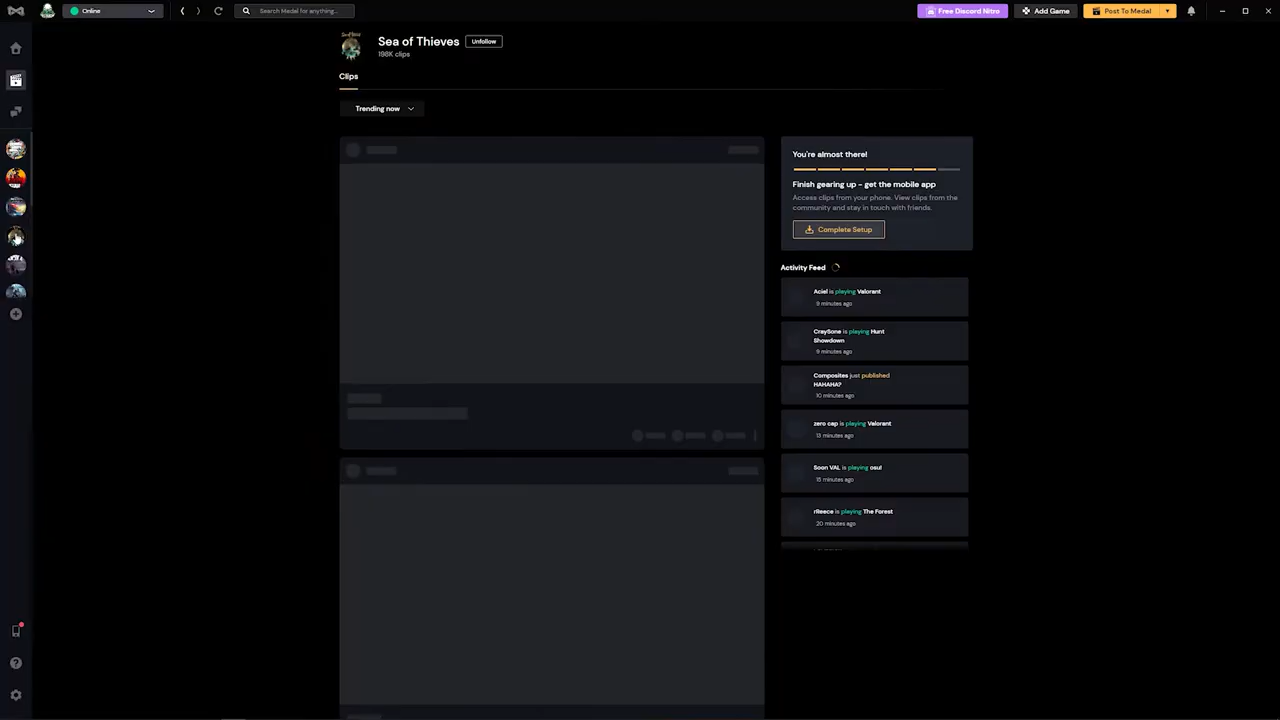 Online
Search Medal for anything...
Free Discord Nitro
Add Game
Post To Medal
Sea of Thieves
Unfollow
198K clips
Clips
Trending now
You're almost there!
Finish gearing up - get the mobile app
Access clips from your phone. View clips from the
community and stay in touch with friends.
Complete Setup
Activity Feed
Aciel is playing Valorant
9 minutes ago
CraySone is playing Hunt
Showdown
9 minutes ago
Composites just published
HAHAHA?
10 minutes ago
zero cap is playing Valorant
13 minutes ago
Soon VAL is playing osu!
15 minutes ago
rReece is playing The Forest
20 minutes ago